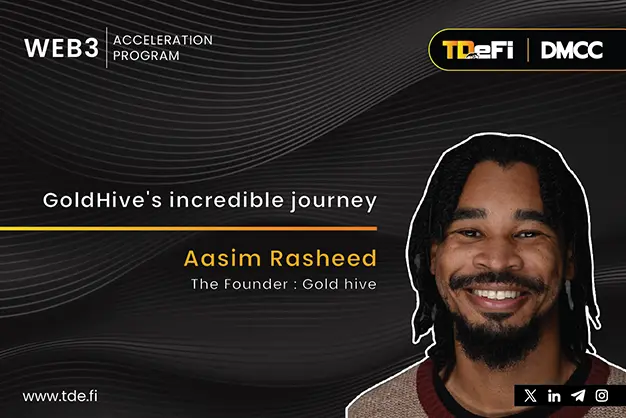 WEB3
ACCELERATION
PROGRAM
TDeFi
DMCC
GoldHive's incredible journey
Aasim Rasheed
The Founder : Gold hive
www.tde.fi